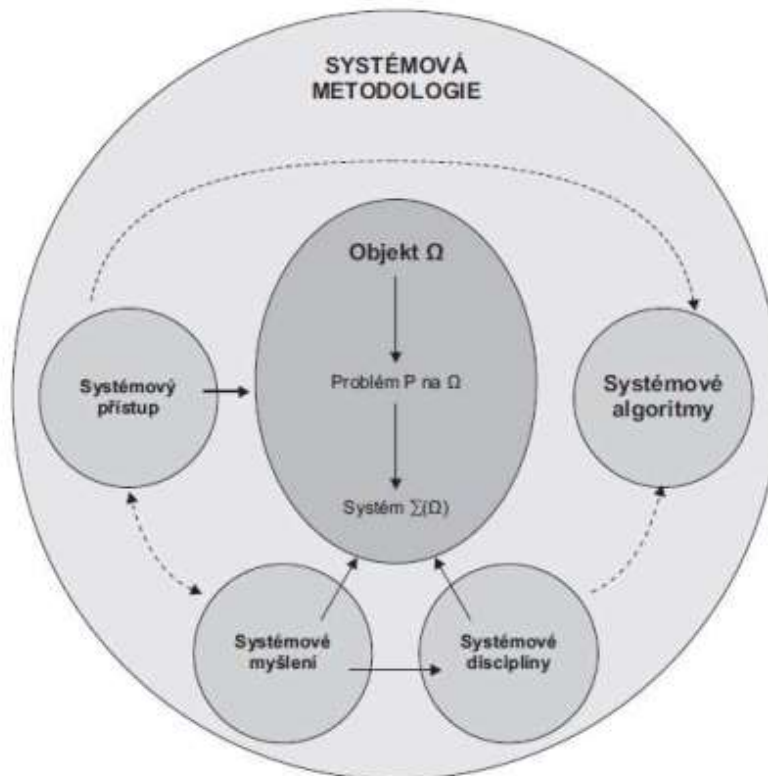 SYSTÉMOVÁ
METODOLOGIE
Objekt Ω
Problém P na Ω
Systém ∑(Ω)
Systémový
přístup
Systémové
algoritmy
Systémové
myšlení
Systémové
disciplíny